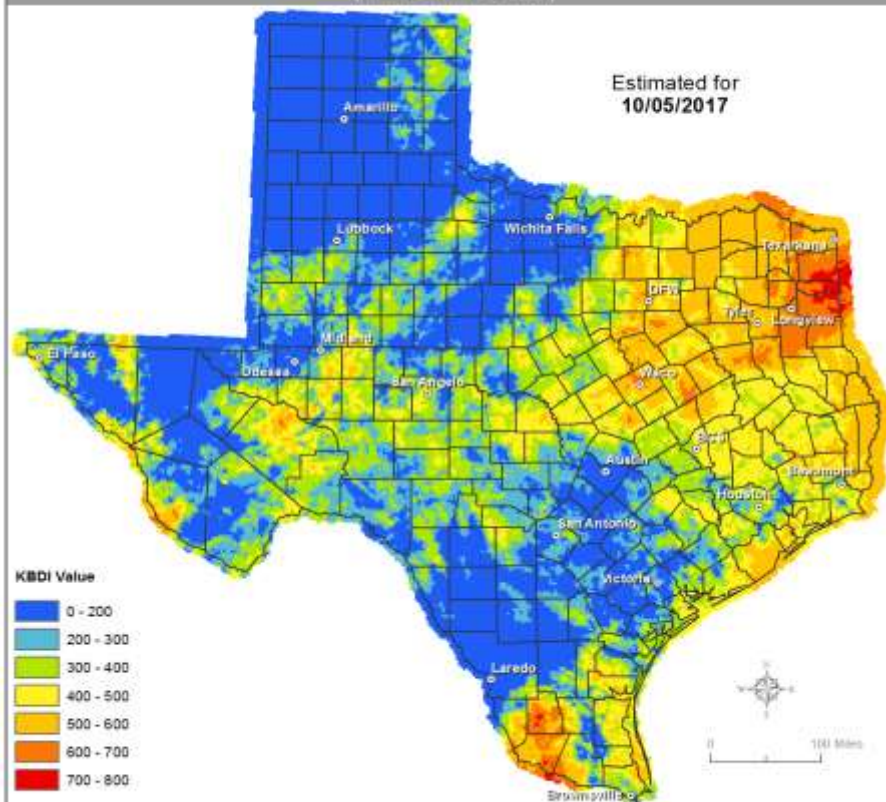 Estimated for
10/05/2017
Amarillo
Lubbock
Wichita Falls
Texarkana
DFW
Tyler
Longview
El Paso
Midland
Odessa
San Angelo
Waco
BCS
Austin
Beaumont
Houston
San Antonio
Victoria
Laredo
Brownsville
KBDI Value
0 - 200
200 - 300
300 - 400
400 - 500
500 - 600
600 - 700
700 - 800
0 100 Miles